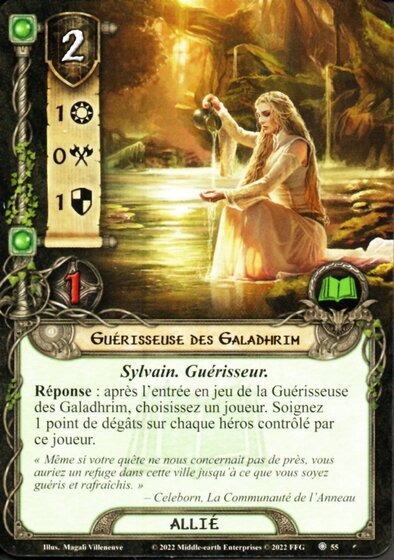 2
1
0
1
1
Guérisseuse des Galadhrim
Sylvain. Guérisseur.
Réponse : après l'entrée en jeu de la Guérisseuse
des Galadhrim, choisissez un joueur. Soignez
1 point de dégâts sur chaque héros contrôlé par
ce joueur.
« Même si votre quête ne nous concernait pas de près, vous
auriez un refuge dans cette ville jusqu'à ce que vous soyez
guéris et rafraîchis. »
– Celeborn, La Communauté de l'Anneau
Allié
Illus. Magali Villeneuve © 2022 Middle-earth Enterprises © 2022 FFG 55